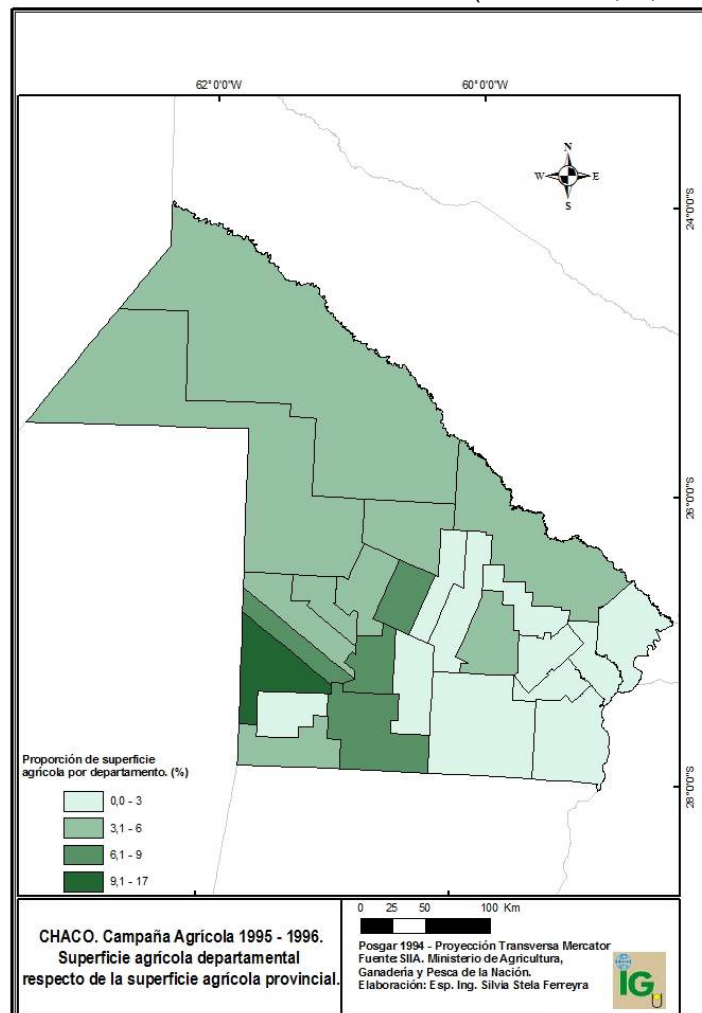 62°0'0"W
60°0'0"W
N
W
E
S
24°0'0"S
26°0'0"S
28°0'0"S
Proporción de superficie
agrícola por departamento. (%)
0,0 - 3
3,1 - 6
6,1 - 9
9,1 - 17
CHACO. Campaña Agrícola 1995 - 1996.
Superficie agrícola departamental
respecto de la superficie agrícola provincial.
0 25 50 100 Km
Posgar 1994 - Proyección Transversa Mercator
Fuente SIIA. Ministerio de Agricultura,
Ganadería y Pesca de la Nación.
Elaboración: Esp. Ing. Silvia Stela Ferreyra
IG
U